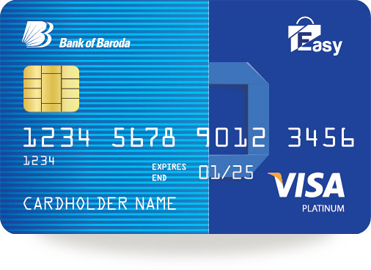 Bank of Baroda
Easy
1234 5678 9012 3456
1234
EXPIRES END 01/25
CARDHOLDER NAME
VISA
PLATINUM